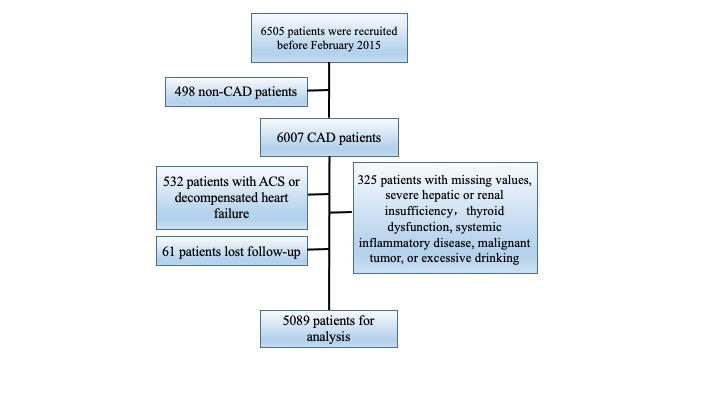 6505 patients were recruited
before February 2015
498 non-CAD patients
6007 CAD patients
532 patients with ACS or
decompensated heart
failure
325 patients with missing values,
severe hepatic or renal
insufficiency，thyroid
dysfunction, systemic
inflammatory disease, malignant
tumor, or excessive drinking
61 patients lost follow-up
5089 patients for
analysis